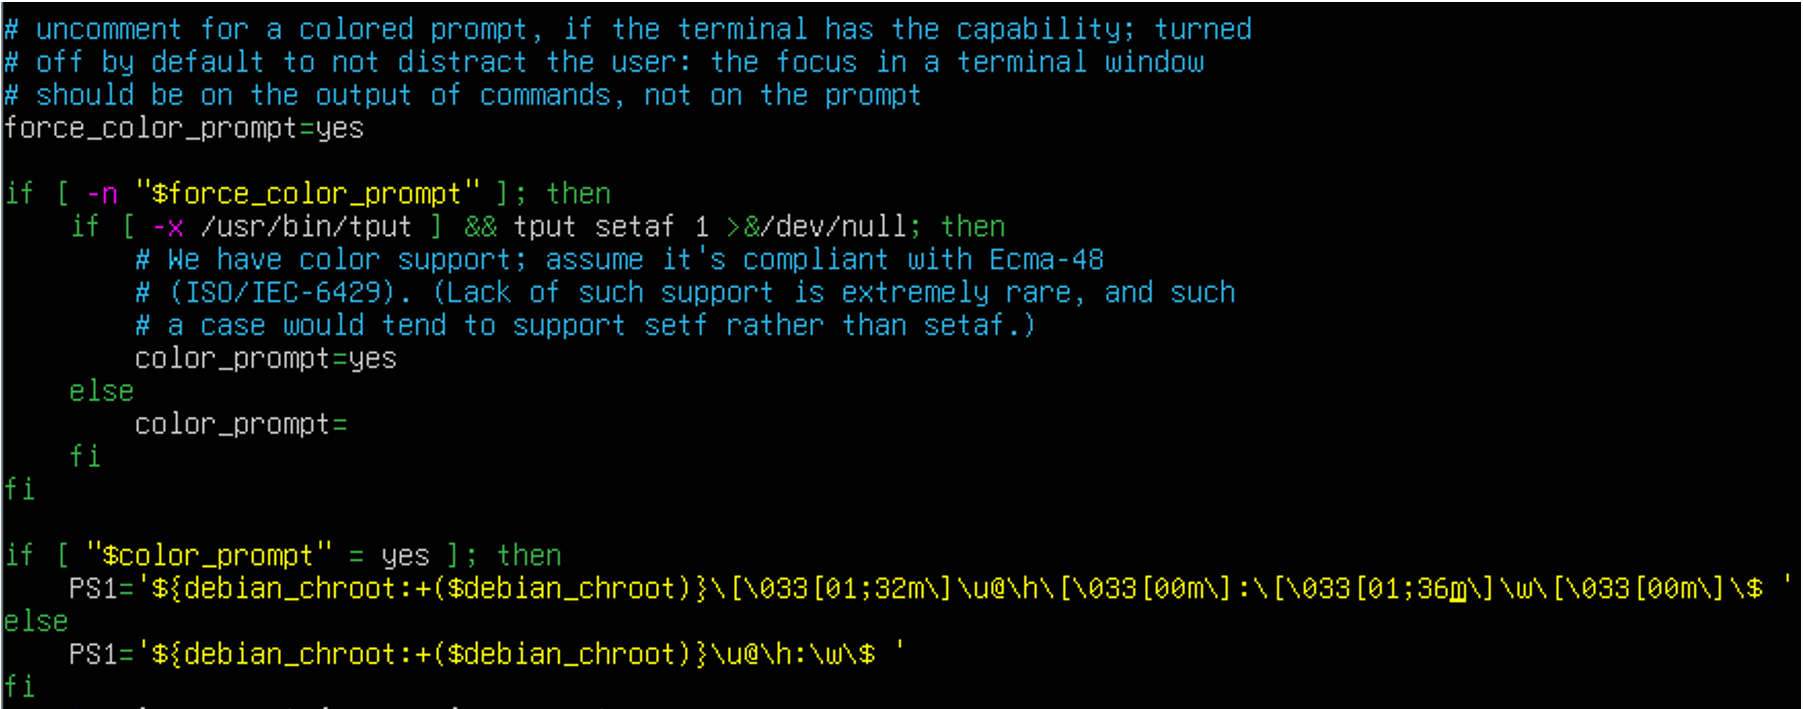 # uncomment for a colored prompt, if the terminal has the capability; turned
# off by default to not distract the user: the focus in a terminal window
# should be on the output of commands, not on the prompt
force_color_prompt=yes

if [ -n "$force_color_prompt" ]; then
    if [ -x /usr/bin/tput ] && tput setaf 1 >&/dev/null; then
        # We have color support; assume it's compliant with Ecma-48
        # (ISO/IEC-6429). (Lack of such support is extremely rare, and such
        # a case would tend to support setf rather than setaf.)
        color_prompt=yes
    else
        color_prompt=
    fi
fi

if [ "$color_prompt" = yes ]; then
    PS1='${debian_chroot:+($debian_chroot)}\[\033[01;32m\]\u@\h\[\033[00m\]:\[\033[01;36m\]\w\[\033[00m\]\$ '
else
    PS1='${debian_chroot:+($debian_chroot)}\u@\h:\w\$ '
fi